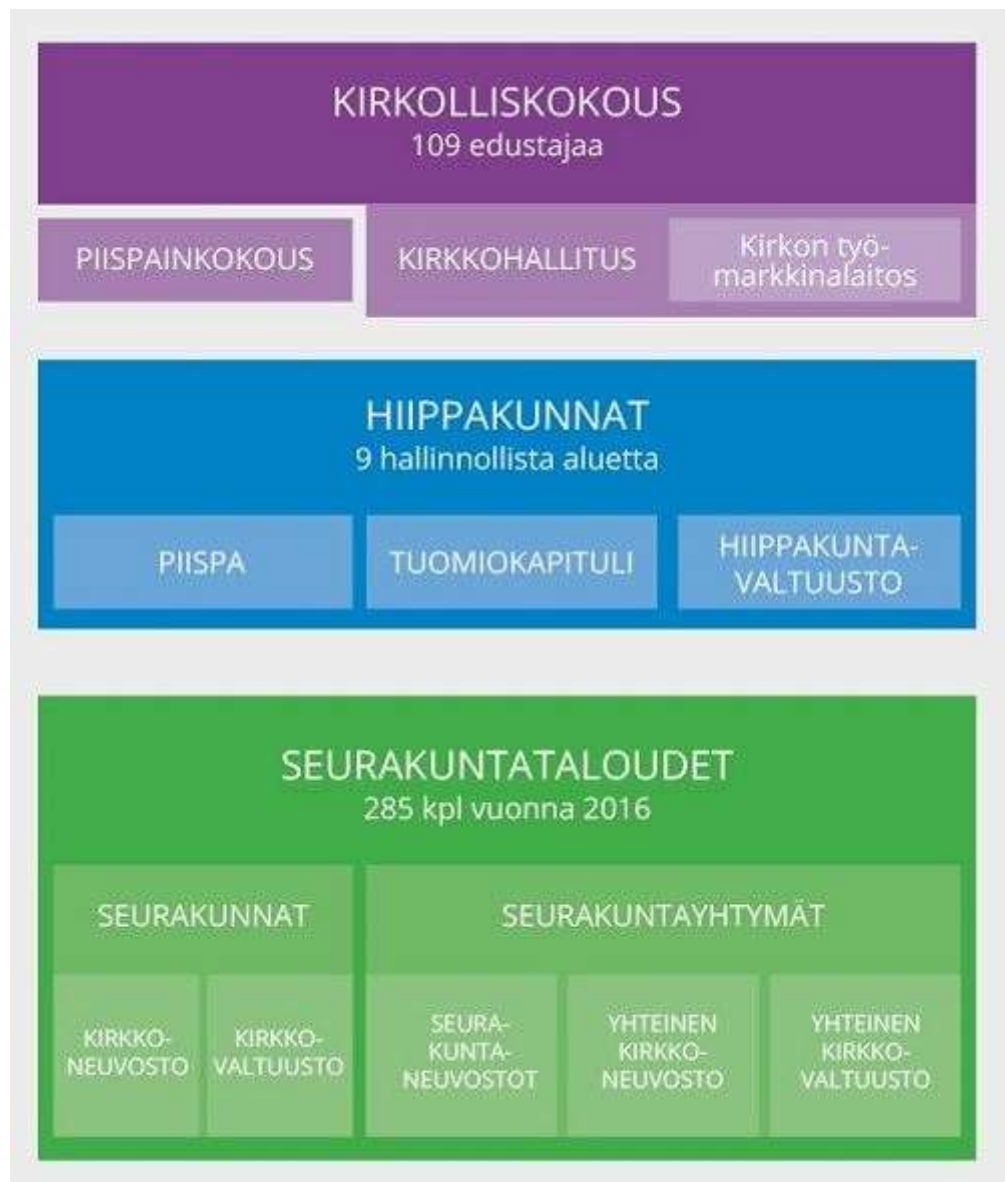 KIRKOLLISKOKOUS
109 edustajaa
PIISPAINKOKOUS
KIRKKOHALLITUS
Kirkon työ-
markkinalaitos
HIIPPAKUNNAT
9 hallinnollista aluetta
PIISPA
TUOMIOKAPITULI
HIIPPAKUNTA-
VALTUUSTO
SEURAKUNTATALOUDET
285 kpl vuonna 2016
SEURAKUNNAT
SEURAKUNTAYHTYMÄT
KIRKKO-
NEUVOSTO
KIRKKO-
VALTUUSTO
SEURA-
KUNTA-
NEUVOSTOT
YHTEINEN
KIRKKO-
NEUVOSTO
YHTEINEN
KIRKKO-
VALTUUSTO